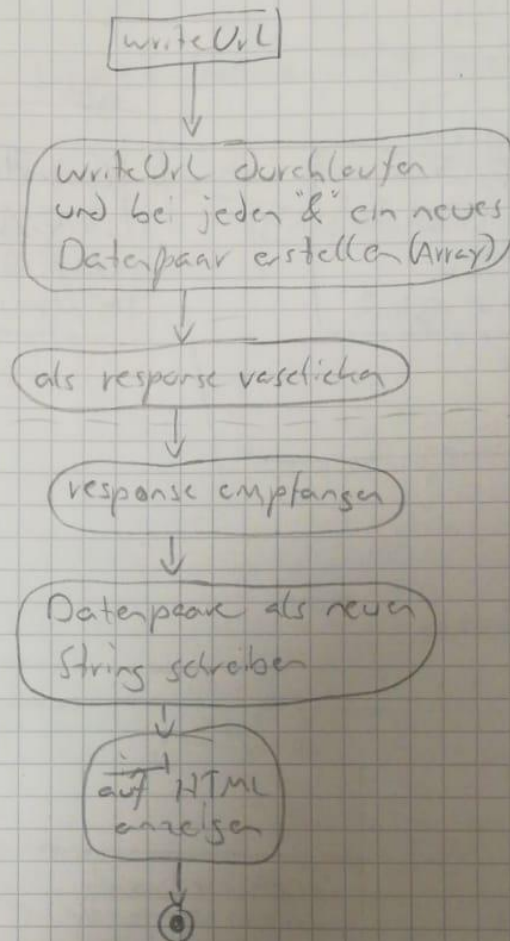 writeUrl
writeUrl durchlaufen
und bei jeden "&" ein neues
Datenpaar erstellen (Array)
als response verschicken
response empfangen
Datenpaare als neuen
String schreiben
auf HTML
anzeigen